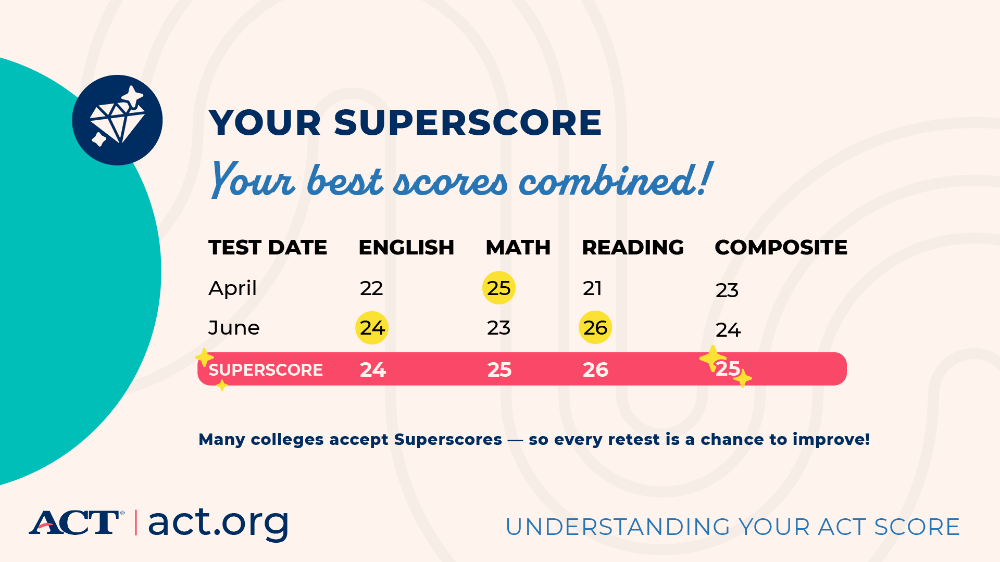 YOUR SUPERSCORE
Your best scores combined!
TEST DATE ENGLISH MATH READING COMPOSITE
April 22 25 21 23
June 24 23 26 24
SUPERSCORE 24 25 26 25
Many colleges accept Superscores — so every retest is a chance to improve!
ACT® | act.org
UNDERSTANDING YOUR ACT SCORE